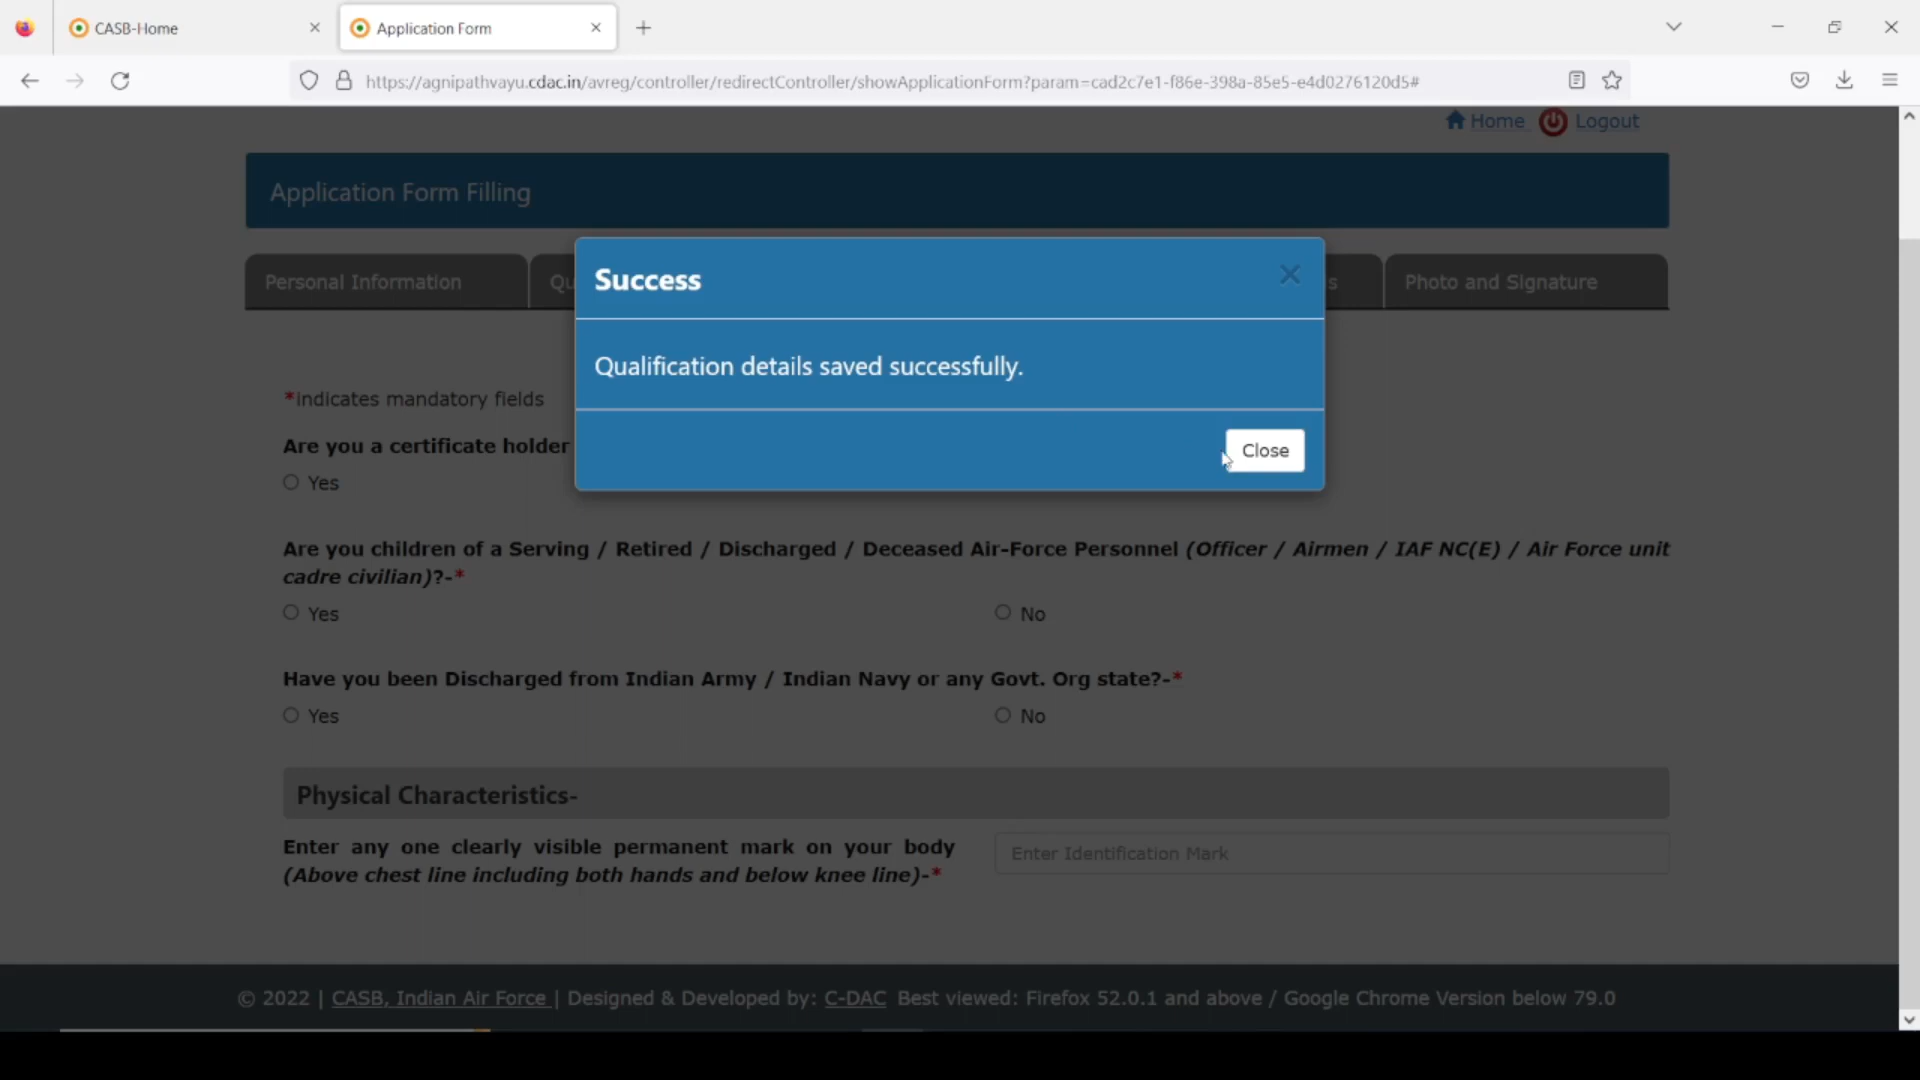 CASB-Home
Application Form
https://agnipathvayu.cdac.in/avreg/controller/redirectController/showApplicationForm?param=cad2c7e1-f86e-398a-85e5-e4d0276120d5#
Home Logout
Application Form Filling
Personal Information Qu s Photo and Signature
Success
Qualification details saved successfully.
Close
*indicates mandatory fields
Are you a certificate holder
Yes
Are you children of a Serving / Retired / Discharged / Deceased Air-Force Personnel (Officer / Airmen / IAF NC(E) / Air Force unit
cadre civilian)?-*
Yes No
Have you been Discharged from Indian Army / Indian Navy or any Govt. Org state?-*
Yes No
Physical Characteristics-
Enter any one clearly visible permanent mark on your body
(Above chest line including both hands and below knee line)-*
Enter Identification Mark
© 2022 | CASB, Indian Air Force | Designed & Developed by: C-DAC Best viewed: Firefox 52.0.1 and above / Google Chrome Version below 79.0